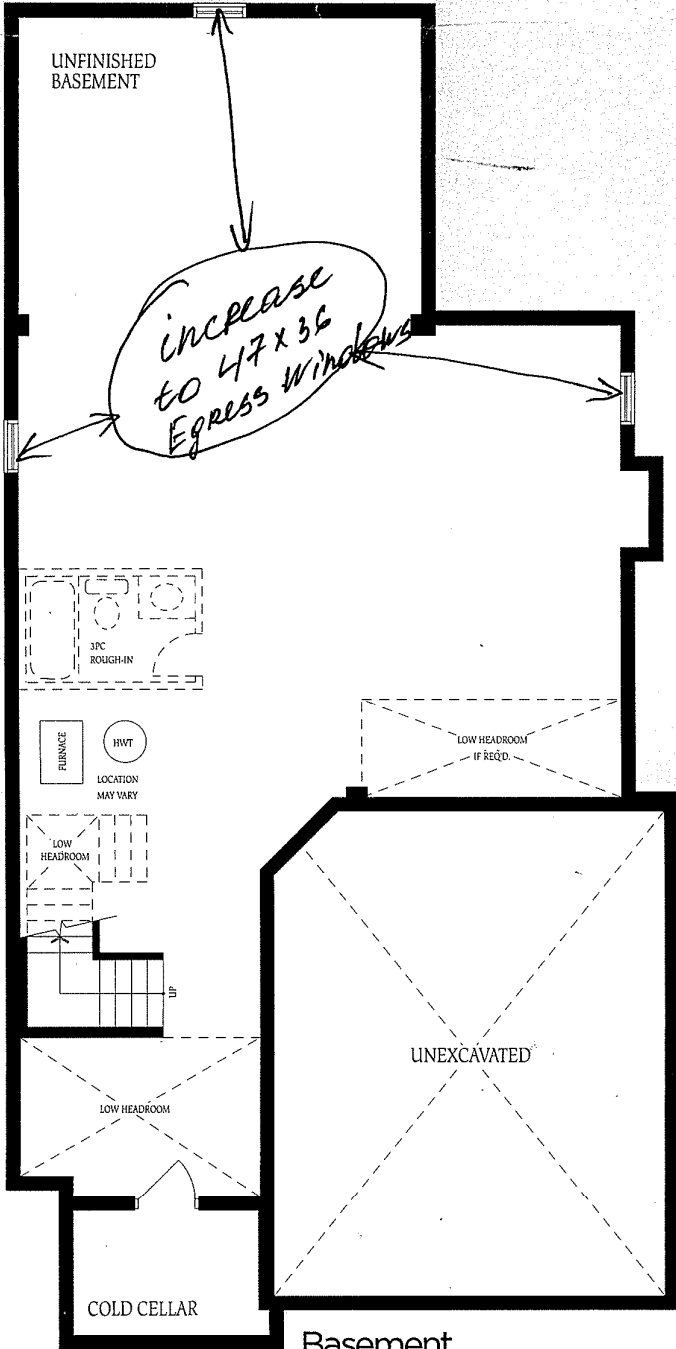 UNFINISHED
BASEMENT
increase
to 47 x 36
Egress Windows
3PC
ROUGH-IN
FURNACE
HWT
LOCATION
MAY VARY
LOW HEADROOM
IF REQ'D.
LOW
HEADROOM
UP
UNEXCAVATED
LOW HEADROOM
COLD CELLAR
Basement